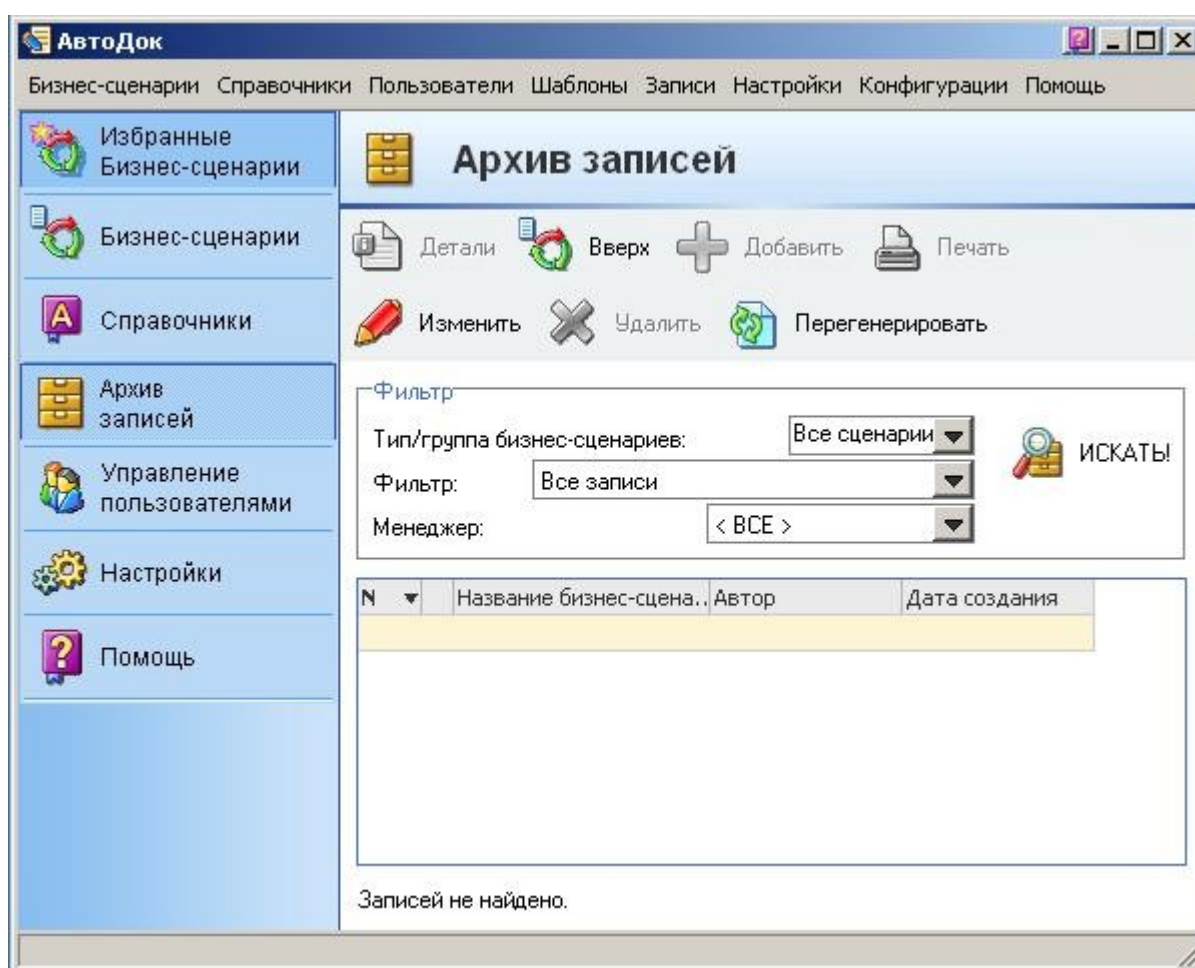 АвтоДок
Бизнес-сценарии Справочники Пользователи Шаблоны Записи Настройки Конфигурации Помощь
Избранные
Бизнес-сценарии
Бизнес-сценарии
Справочники
Архив
записей
Управление
пользователями
Настройки
Помощь
Архив записей
Детали Вверх Добавить Печать
Изменить Удалить Перегенерировать
Фильтр
Тип/группа бизнес-сценариев: Все сценарии
Фильтр: Все записи
Менеджер: < ВСЕ >
ИСКАТЬ!
N Название бизнес-сцена.. Автор Дата создания
Записей не найдено.